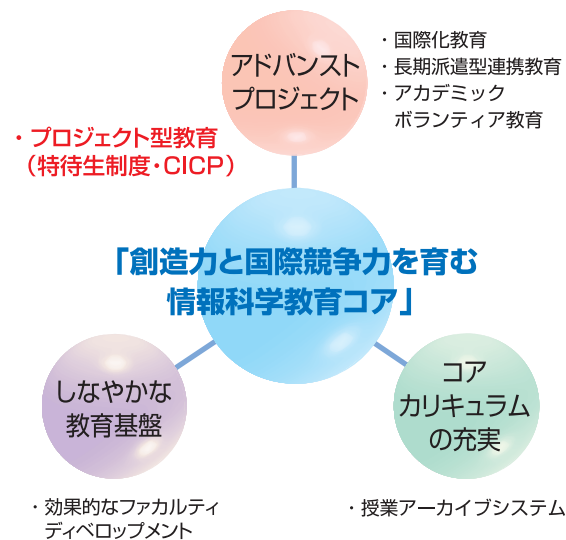 アドバンスト
プロジェクト
・国際化教育
・長期派遣型連携教育
・アカデミック
ボランティア教育
・プロジェクト型教育
（特待生制度・CICP）
「創造力と国際競争力を育む
情報科学教育コア」
しなやかな
教育基盤
コア
カリキュラム
の充実
・効果的なファカルティ
ディベロップメント
・授業アーカイブシステム